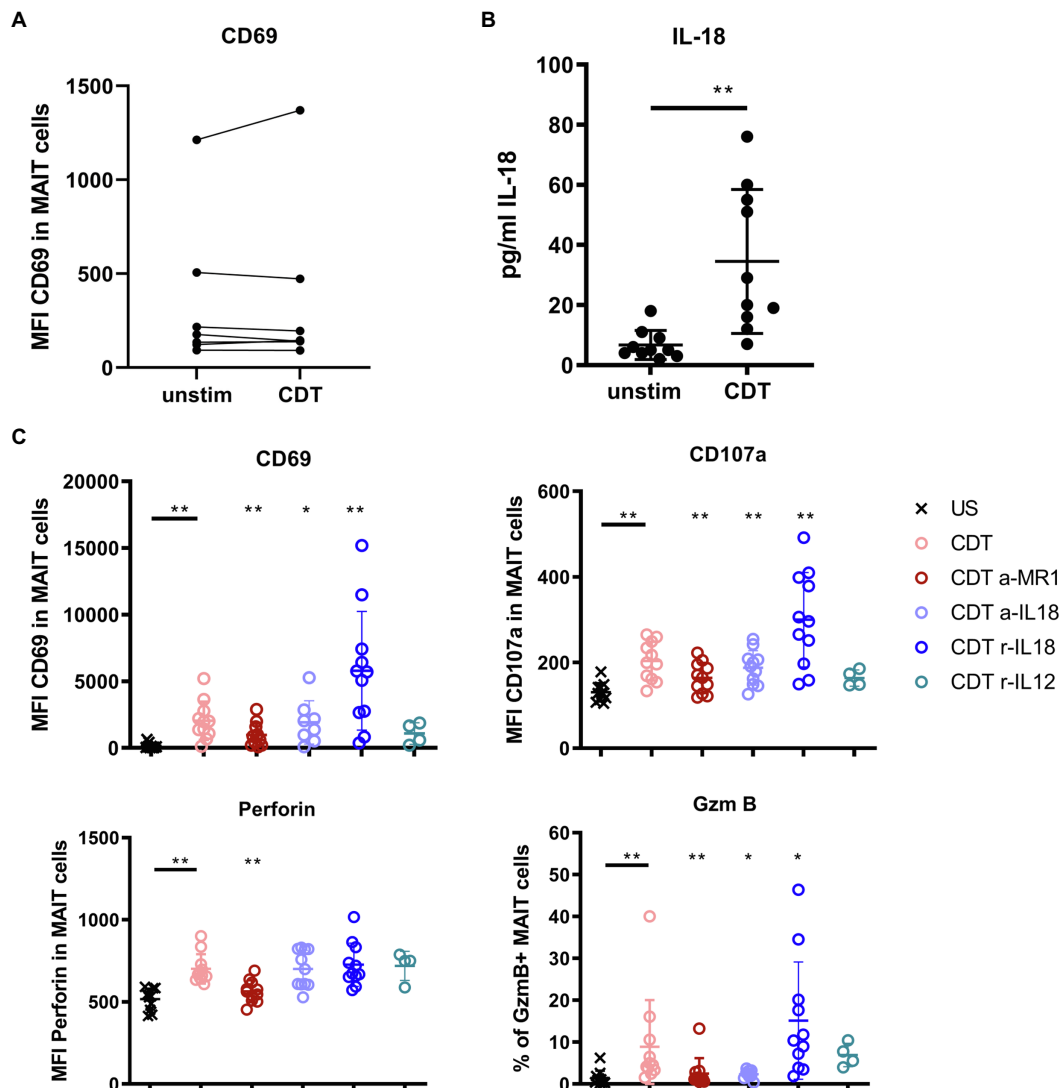 A
CD69
MFI CD69 in MAIT cells
1500
1000
500
0
unstim
CDT
B
IL-18
pg/ml IL-18
100
80
60
40
20
0
**
unstim
CDT
C
CD69
MFI CD69 in MAIT cells
20000
15000
10000
5000
0
**
**
*
**
CD107a
MFI CD107a in MAIT cells
600
400
200
0
**
**
**
**
US
CDT
CDT a-MR1
CDT a-IL18
CDT r-IL18
CDT r-IL12
Perforin
MFI Perforin in MAIT cells
1500
1000
500
0
**
**
Gzm B
% of GzmB+ MAIT cells
60
50
40
30
20
10
0
**
**
*
*